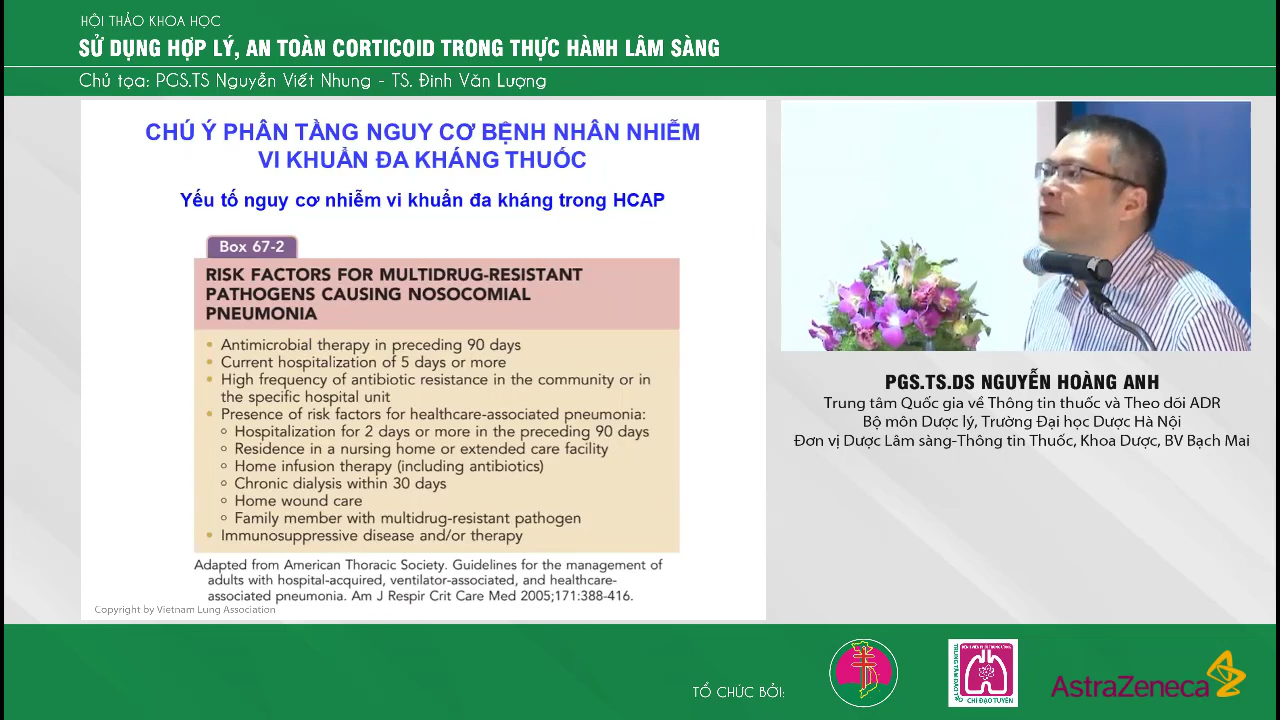 HỘI THẢO KHOA HỌC
SỬ DỤNG HỢP LÝ, AN TOÀN CORTICOID TRONG THỰC HÀNH LÂM SÀNG
Chủ tọa: PGS.TS Nguyễn Viết Nhung - TS. Đinh Văn Lượng
CHÚ Ý PHÂN TẦNG NGUY CƠ BỆNH NHÂN NHIỄM
VI KHUẨN ĐA KHÁNG THUỐC
Yếu tố nguy cơ nhiễm vi khuẩn đa kháng trong HCAP
Box 67-2
RISK FACTORS FOR MULTIDRUG-RESISTANT
PATHOGENS CAUSING NOSOCOMIAL
PNEUMONIA
• Antimicrobial therapy in preceding 90 days
• Current hospitalization of 5 days or more
• High frequency of antibiotic resistance in the community or in
the specific hospital unit
• Presence of risk factors for healthcare-associated pneumonia:
○ Hospitalization for 2 days or more in the preceding 90 days
○ Residence in a nursing home or extended care facility
○ Home infusion therapy (including antibiotics)
○ Chronic dialysis within 30 days
○ Home wound care
○ Family member with multidrug-resistant pathogen
• Immunosuppressive disease and/or therapy
Adapted from American Thoracic Society. Guidelines for the management of
adults with hospital-acquired, ventilator-associated, and healthcare-
associated pneumonia. Am J Respir Crit Care Med 2005;171:388-416.
Copyright by Vietnam Lung Association
PGS.TS.DS NGUYỄN HOÀNG ANH
Trung tâm Quốc gia về Thông tin thuốc và Theo dõi ADR
Bộ môn Dược lý, Trường Đại học Dược Hà Nội
Đơn vị Dược Lâm sàng-Thông tin Thuốc, Khoa Dược, BV Bạch Mai
TỔ CHỨC BỞI:
CHỈ ĐẠO TUYẾN
AstraZeneca